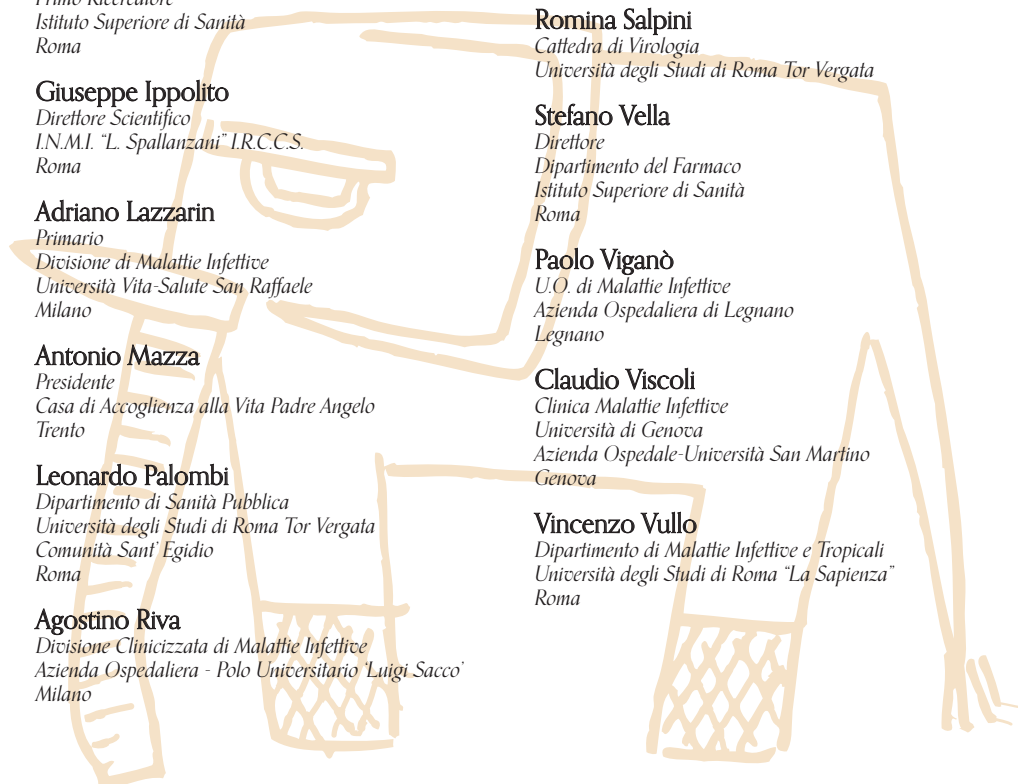 Primo Ricercatore
Istituto Superiore di Sanità
Roma
Giuseppe Ippolito
Direttore Scientifico
I.N.M.I. “L. Spallanzani” I.R.C.C.S.
Roma
Adriano Lazzarin
Primario
Divisione di Malattie Infettive
Università Vita-Salute San Raffaele
Milano
Antonio Mazza
Presidente
Casa di Accoglienza alla Vita Padre Angelo
Trento
Leonardo Palombi
Dipartimento di Sanità Pubblica
Università degli Studi di Roma Tor Vergata
Comunità Sant’ Egidio
Roma
Agostino Riva
Divisione Clinicizzata di Malattie Infettive
Azienda Ospedaliera - Polo Universitario ‘Luigi Sacco’
Milano
Romina Salpini
Cattedra di Virologia
Università degli Studi di Roma Tor Vergata
Stefano Vella
Direttore
Dipartimento del Farmaco
Istituto Superiore di Sanità
Roma
Paolo Viganò
U.O. di Malattie Infettive
Azienda Ospedaliera di Legnano
Legnano
Claudio Viscoli
Clinica Malattie Infettive
Università di Genova
Azienda Ospedale-Università San Martino
Genova
Vincenzo Vullo
Dipartimento di Malattie Infettive e Tropicali
Università degli Studi di Roma “La Sapienza”
Roma